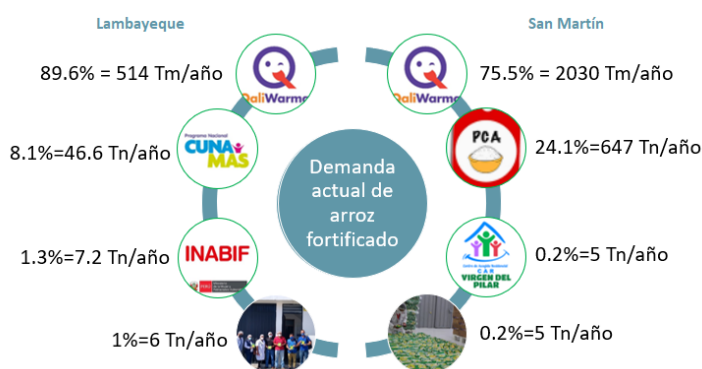 Lambayeque
San Martín
89.6% = 514 Tm/año
QaliWarma
QaliWarma
75.5% = 2030 Tm/año
8.1%=46.6 Tn/año
Programa Nacional
CUNA
MAS
PCA
24.1%=647 Tn/año
Demanda
actual de
arroz
fortificado
1.3%=7.2 Tn/año
INABIF
PERÚ
CAR
VIRGEN DEL
PILAR
0.2%=5 Tn/año
1%=6 Tn/año
0.2%=5 Tn/año